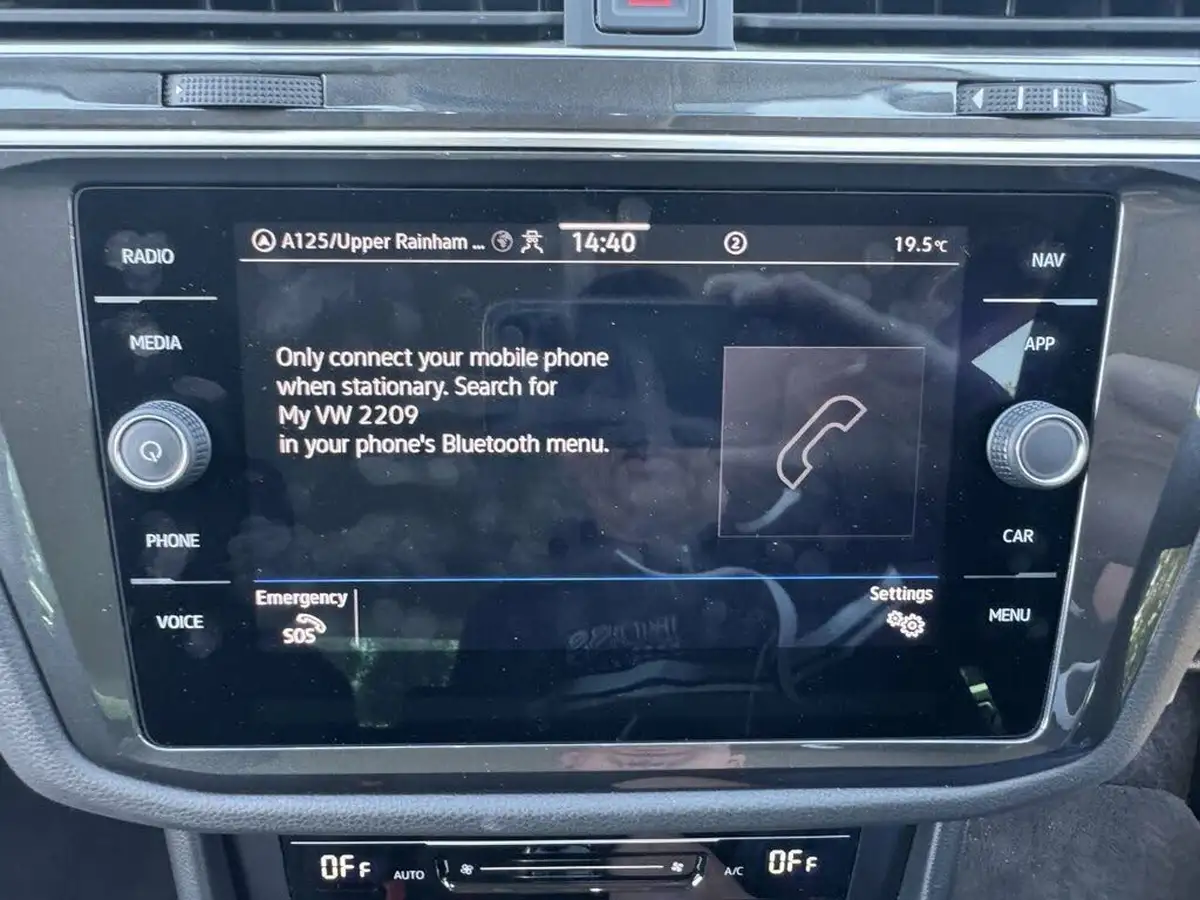 A125/Upper Rainham ... 14:40 2 19.5°C
RADIO
NAV
MEDIA
APP
Only connect your mobile phone
when stationary. Search for
My VW 2209
in your phone's Bluetooth menu.
PHONE
CAR
VOICE
MENU
Emergency
SOS
Settings
OFF AUTO A/C OFF